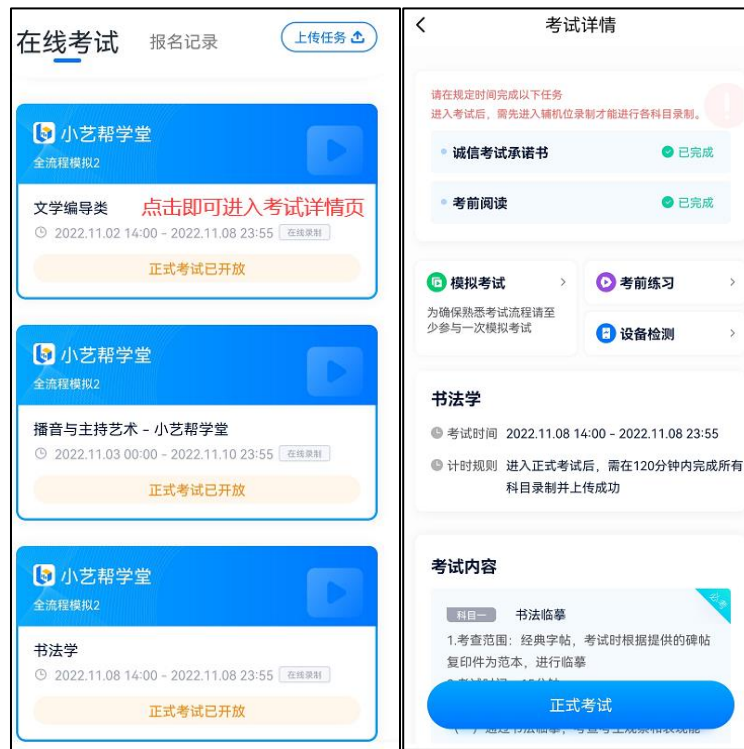 在线考试
报名记录
上传任务
小艺帮学堂
全流程模拟2
文学编导类
点击即可进入考试详情页
2022.11.02 14:00 - 2022.11.08 23:55 在线录制
正式考试已开放
小艺帮学堂
全流程模拟2
播音与主持艺术 - 小艺帮学堂
2022.11.03 00:00 - 2022.11.10 23:55 在线录制
正式考试已开放
小艺帮学堂
全流程模拟2
书法学
2022.11.08 14:00 - 2022.11.08 23:55 在线录制
正式考试已开放
考试详情
请在规定时间完成以下任务
进入考试后，需先进入辅机位录制才能进行各科目录制。
诚信考试承诺书 已完成
考前阅读 已完成
模拟考试
为确保熟悉考试流程请至
少参与一次模拟考试
考前练习
设备检测
书法学
考试时间 2022.11.08 14:00 - 2022.11.08 23:55
计时规则 进入正式考试后，需在120分钟内完成所有
科目录制并上传成功
考试内容
必考
科目一 书法临摹
1.考查范围：经典字帖，考试时根据提供的碑帖
复印件为范本，进行临摹
正式考试